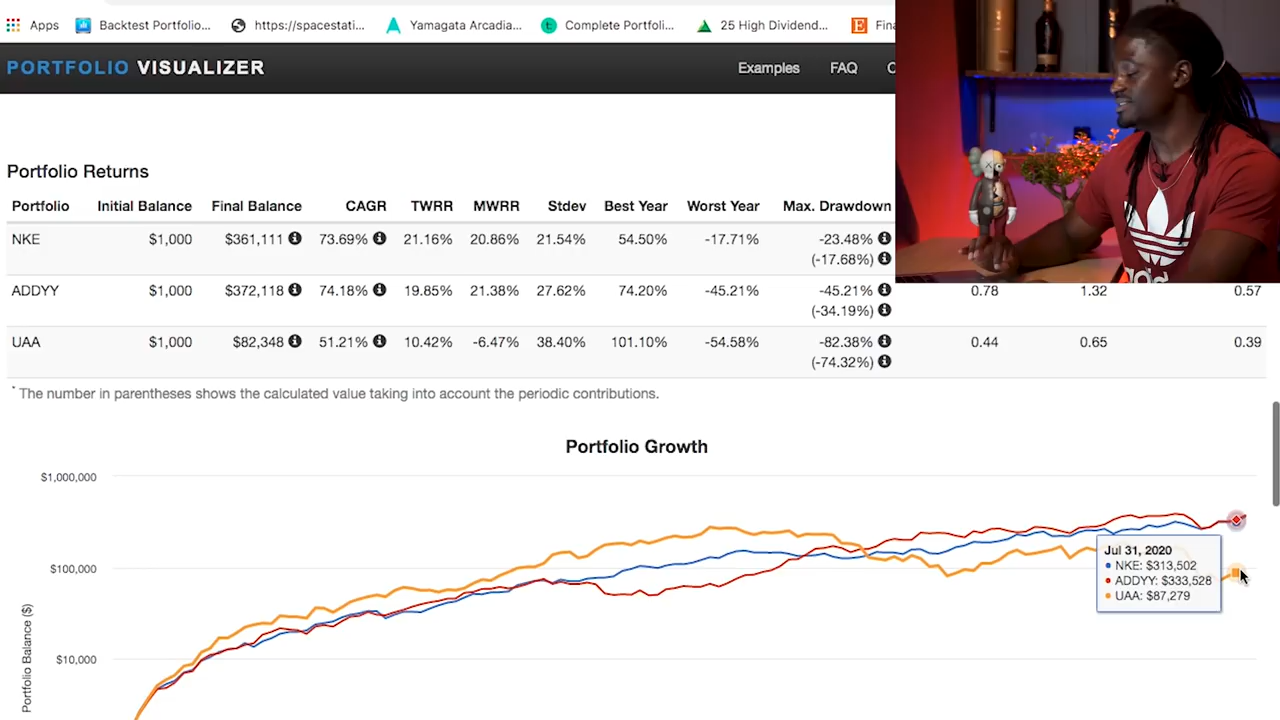 Apps Backtest Portfolio... https://spacestati... Yamagata Arcadia... Complete Portfoli... 25 High Dividend... Fina
PORTFOLIO VISUALIZER Examples FAQ
Portfolio Returns
Portfolio Initial Balance Final Balance CAGR TWRR MWRR Stdev Best Year Worst Year Max. Drawdown
NKE $1,000 $361,111 73.69% 21.16% 20.86% 21.54% 54.50% -17.71% -23.48%
(-17.68%)
ADDYY $1,000 $372,118 74.18% 19.85% 21.38% 27.62% 74.20% -45.21% -45.21% 0.78 1.32 0.57
(-34.19%)
UAA $1,000 $82,348 51.21% 10.42% -6.47% 38.40% 101.10% -54.58% -82.38% 0.44 0.65 0.39
(-74.32%)
* The number in parentheses shows the calculated value taking into account the periodic contributions.
Portfolio Growth
$1,000,000
$100,000
$10,000
Portfolio Balance ($)
Jul 31, 2020
NKE: $313,502
ADDYY: $333,528
UAA: $87,279
adidas